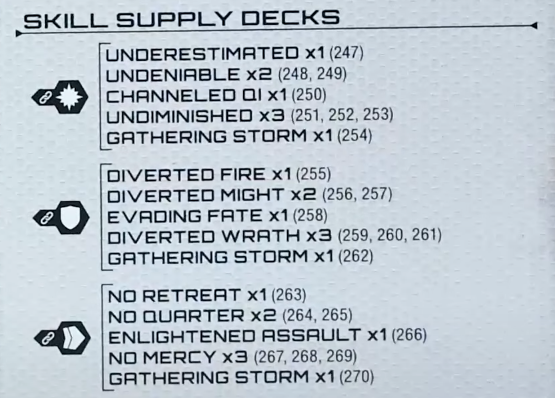 SKILL SUPPLY DECKS
UNDERESTIMATED x1 (247)
UNDENIABLE x2 (248, 249)
CHANNELED QI x1 (250)
UNDIMINISHED x3 (251, 252, 253)
GATHERING STORM x1 (254)
DIVERTED FIRE x1 (255)
DIVERTED MIGHT x2 (256, 257)
EVADING FATE x1 (258)
DIVERTED WRATH x3 (259, 260, 261)
GATHERING STORM x1 (262)
NO RETREAT x1 (263)
NO QUARTER x2 (264, 265)
ENLIGHTENED ASSAULT x1 (266)
NO MERCY x3 (267, 268, 269)
GATHERING STORM x1 (270)